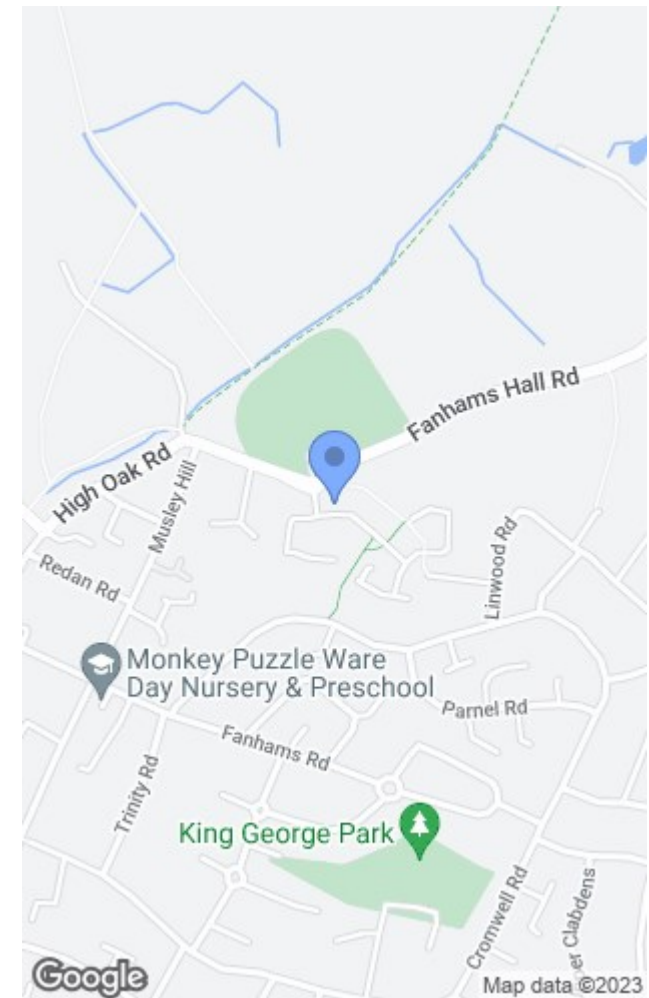 Fanhams Hall Rd
High Oak Rd
Musley Hill
Redan Rd
Linwood Rd
Monkey Puzzle Ware
Day Nursery & Preschool
Parnel Rd
Fanhams Rd
Trinity Rd
King George Park
Cromwell Rd
Clabdens
Google
Map data ©2023